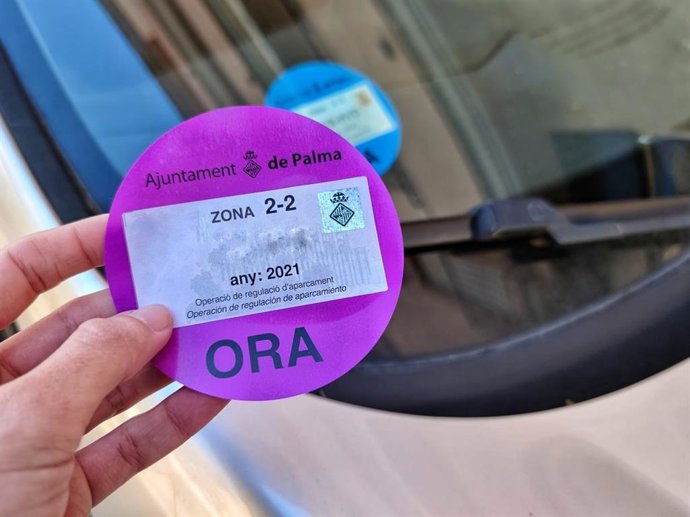 Ajuntament de Palma
ZONA 2-2
any: 2021
Operació de regulació d'aparcament
Operación de regulación de aparcamiento
ORA